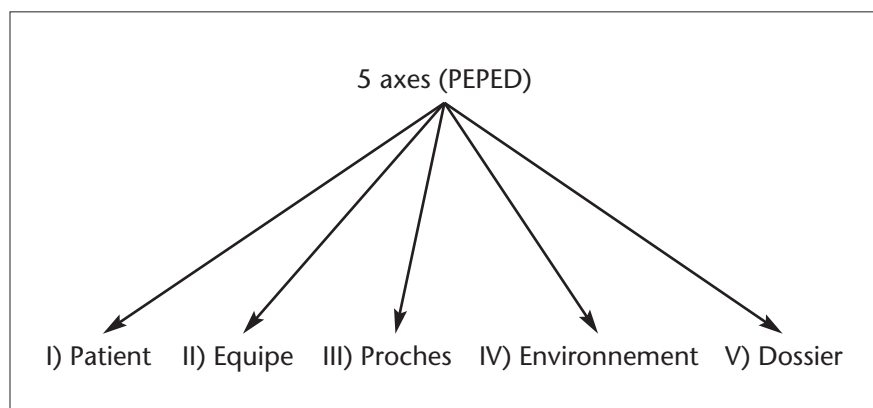 5 axes (PEPED)
I) Patient II) Equipe III) Proches IV) Environnement V) Dossier